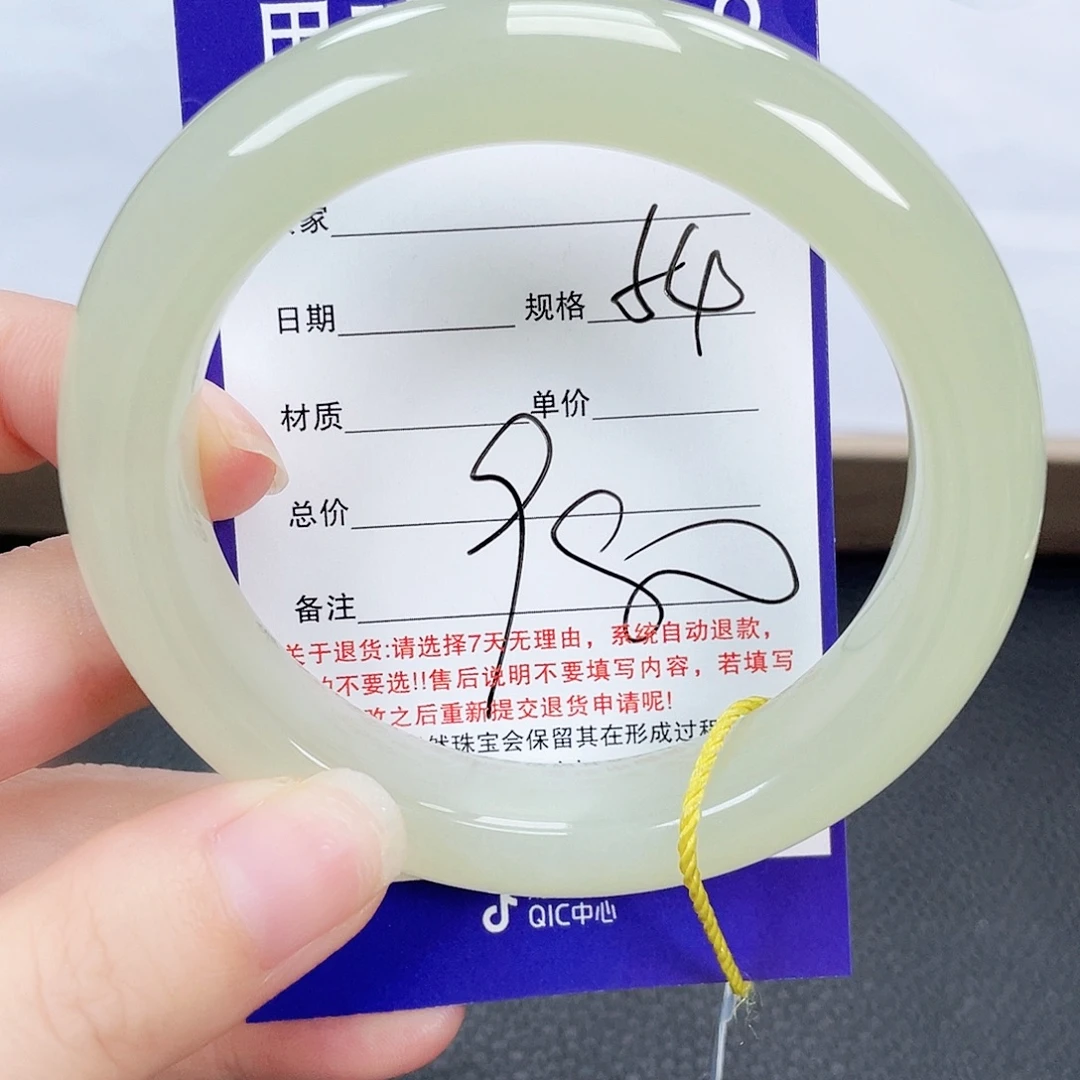 家
日期 规格 54
材质 单价
总价 980
备注
关于退货:请选择7天无理由，系统自动退款，
不要选!!售后说明不要填写内容，若填写
之后重新提交退货申请呢!
然珠宝会保留其在形成过程
QIC中心